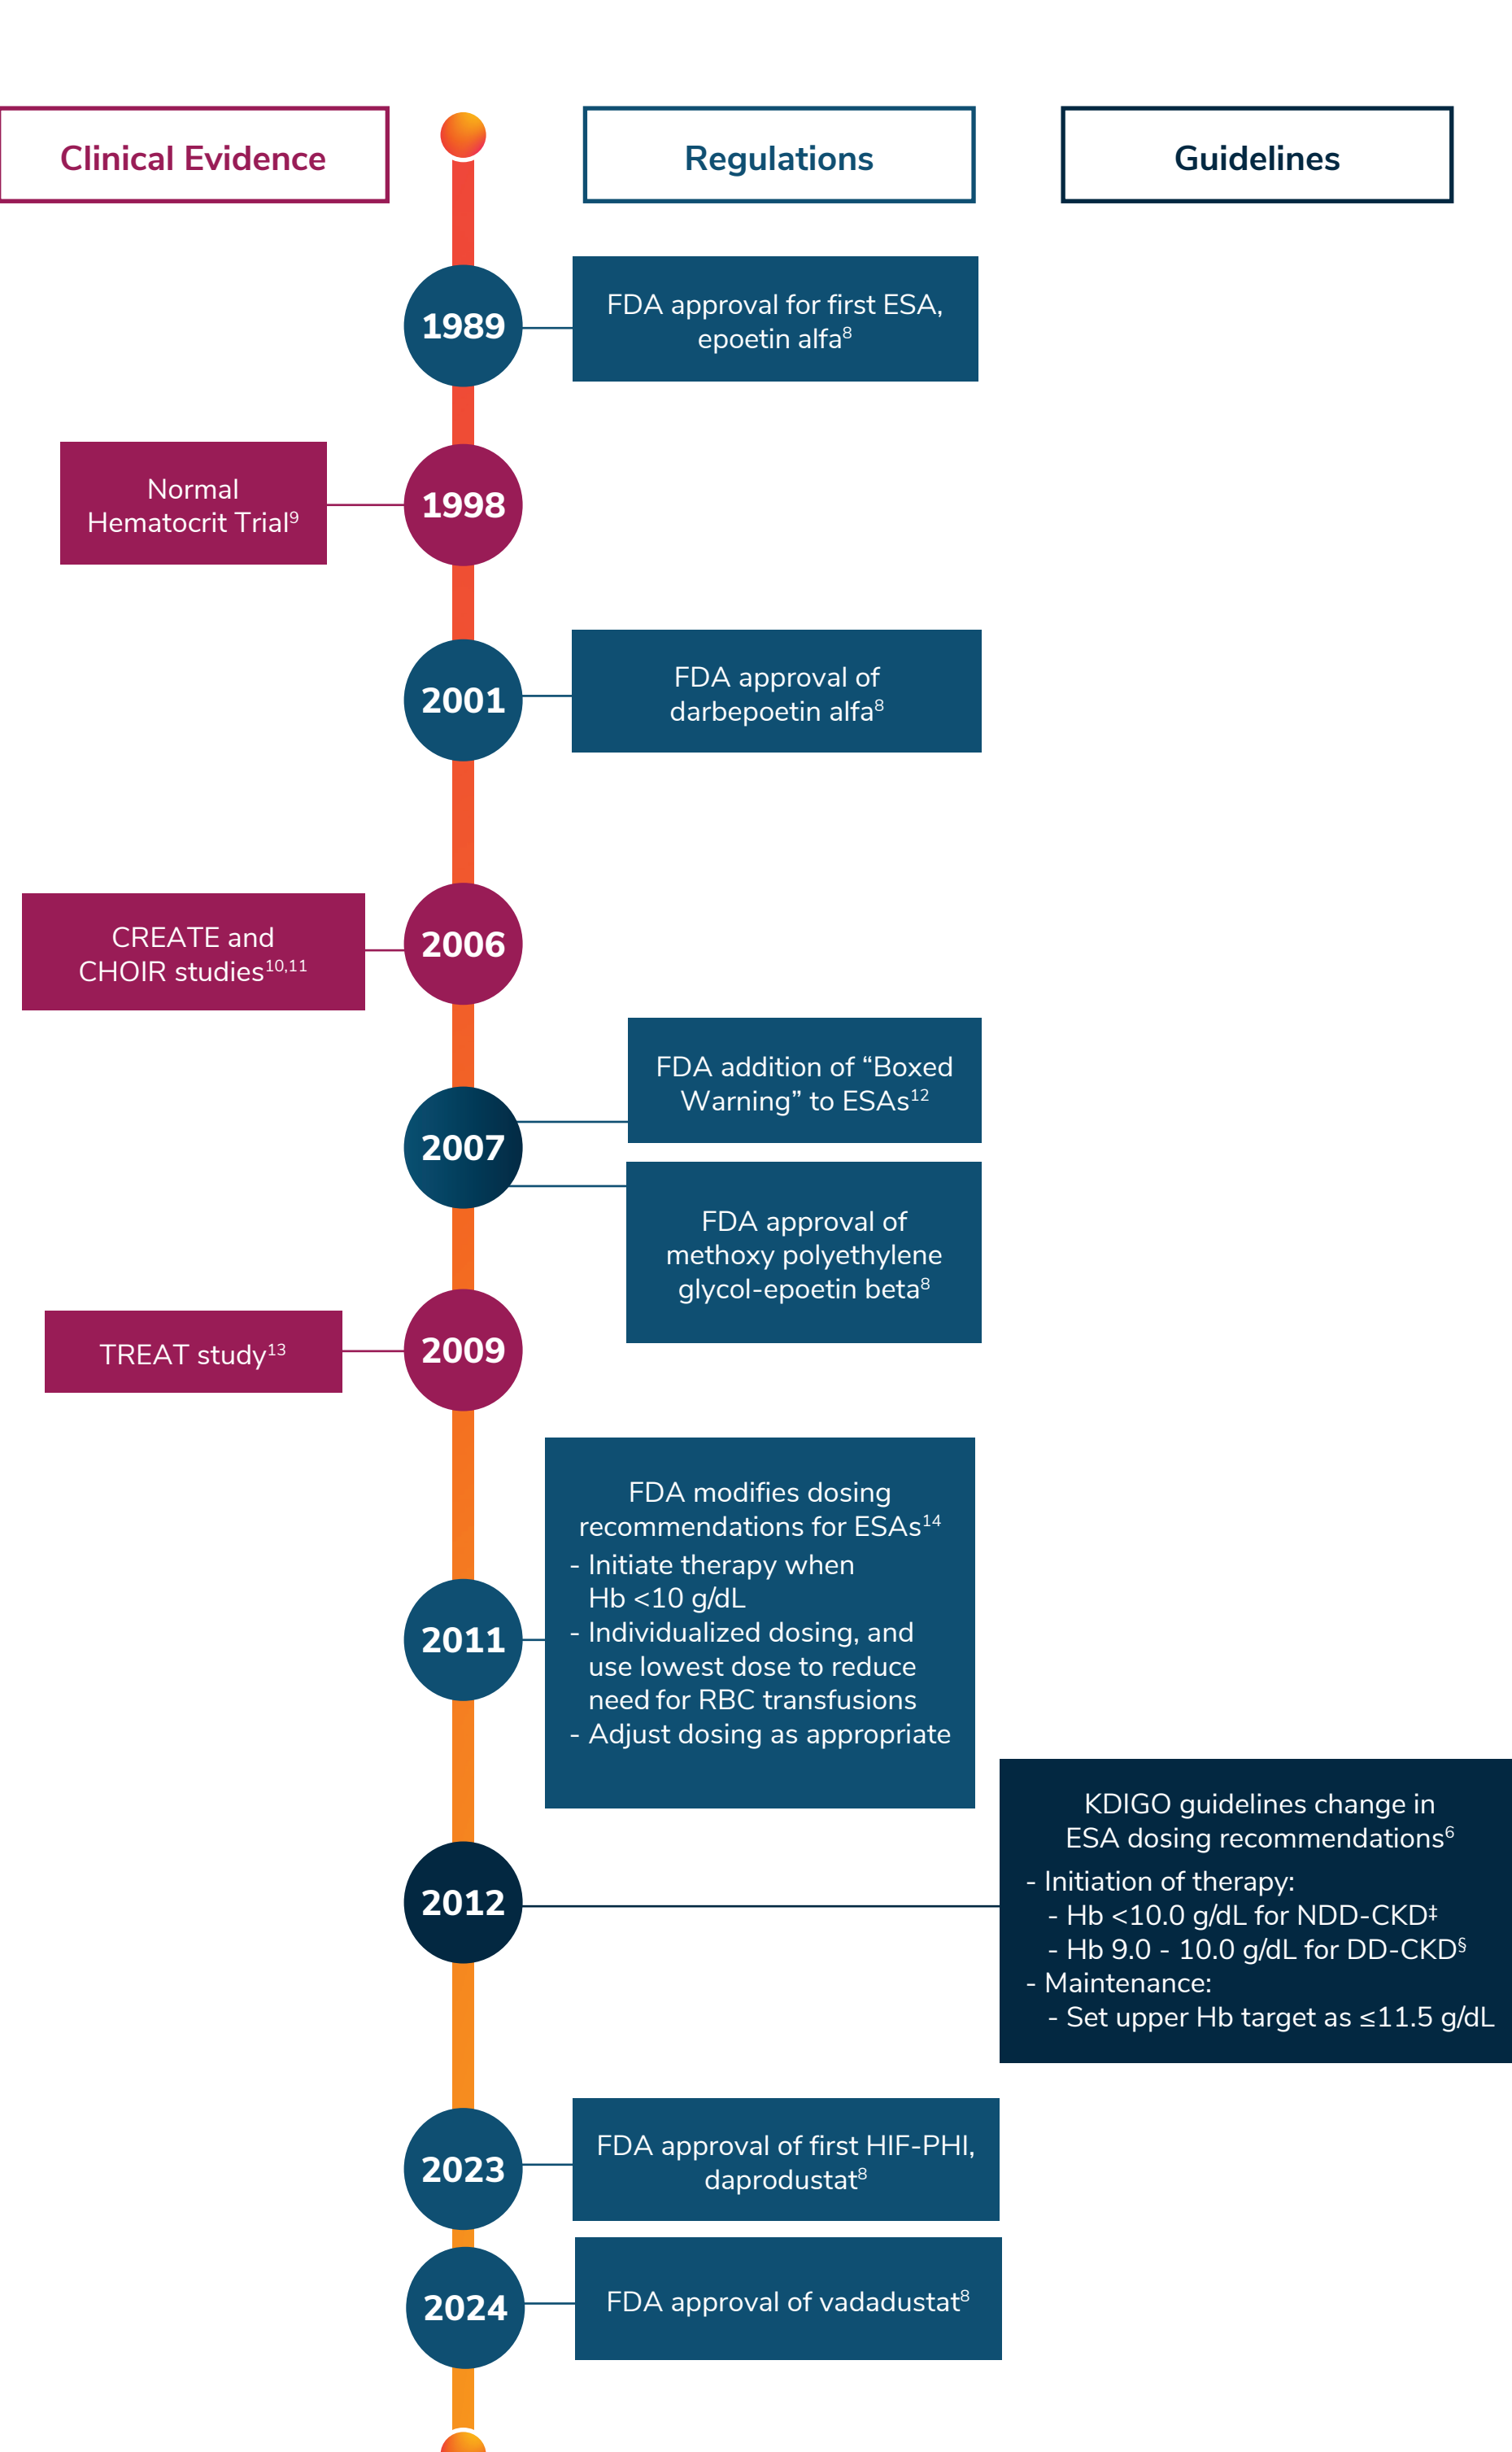 Clinical Evidence
Regulations
Guidelines
1989
FDA approval for first ESA,
epoetin alfa⁸
Normal
Hematocrit Trial⁹
1998
2001
FDA approval of
darbepoetin alfa⁸
CREATE and
CHOIR studies¹⁰,¹¹
2006
2007
FDA addition of “Boxed
Warning” to ESAs¹²
FDA approval of
methoxy polyethylene
glycol-epoetin beta⁸
TREAT study¹³
2009
2011
FDA modifies dosing
recommendations for ESAs¹⁴
- Initiate therapy when
Hb <10 g/dL
- Individualized dosing, and
use lowest dose to reduce
need for RBC transfusions
- Adjust dosing as appropriate
2012
KDIGO guidelines change in
ESA dosing recommendations⁶
- Initiation of therapy:
- Hb <10.0 g/dL for NDD-CKD‡
- Hb 9.0 - 10.0 g/dL for DD-CKD§
- Maintenance:
- Set upper Hb target as ≤11.5 g/dL
2023
FDA approval of first HIF-PHI,
daprodustat⁸
2024
FDA approval of vadadustat⁸